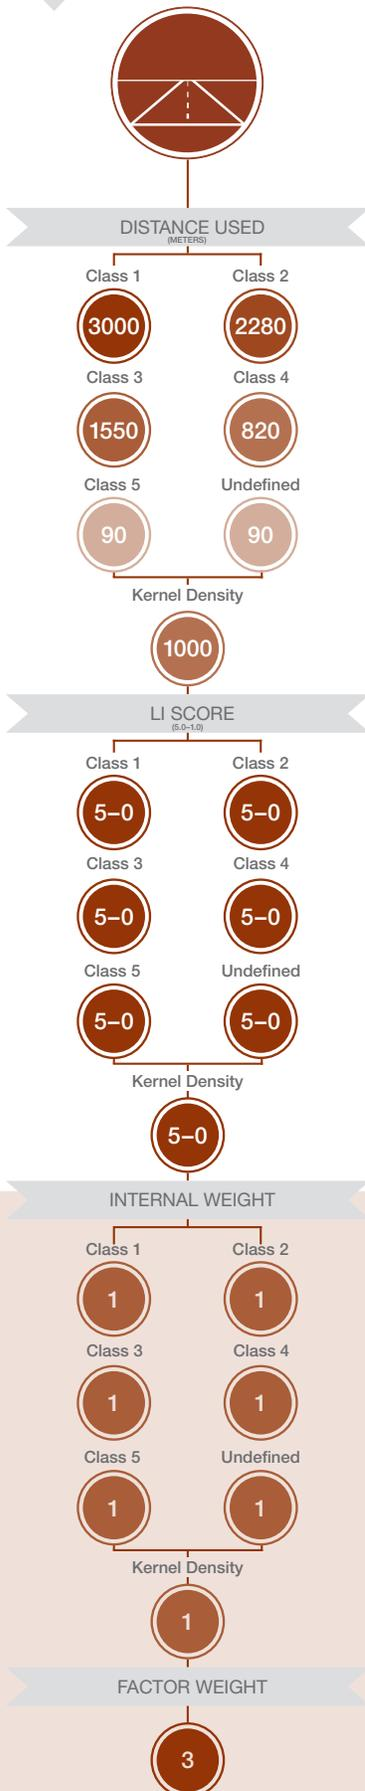 DISTANCE USED
(METERS)
Class 1 Class 2
3000 2280
Class 3 Class 4
1550 820
Class 5 Undefined
90 90
Kernel Density
1000
LI SCORE
(5.0–1.0)
Class 1 Class 2
5–0 5–0
Class 3 Class 4
5–0 5–0
Class 5 Undefined
5–0 5–0
Kernel Density
5–0
INTERNAL WEIGHT
Class 1 Class 2
1 1
Class 3 Class 4
1 1
Class 5 Undefined
1 1
Kernel Density
1
FACTOR WEIGHT
3